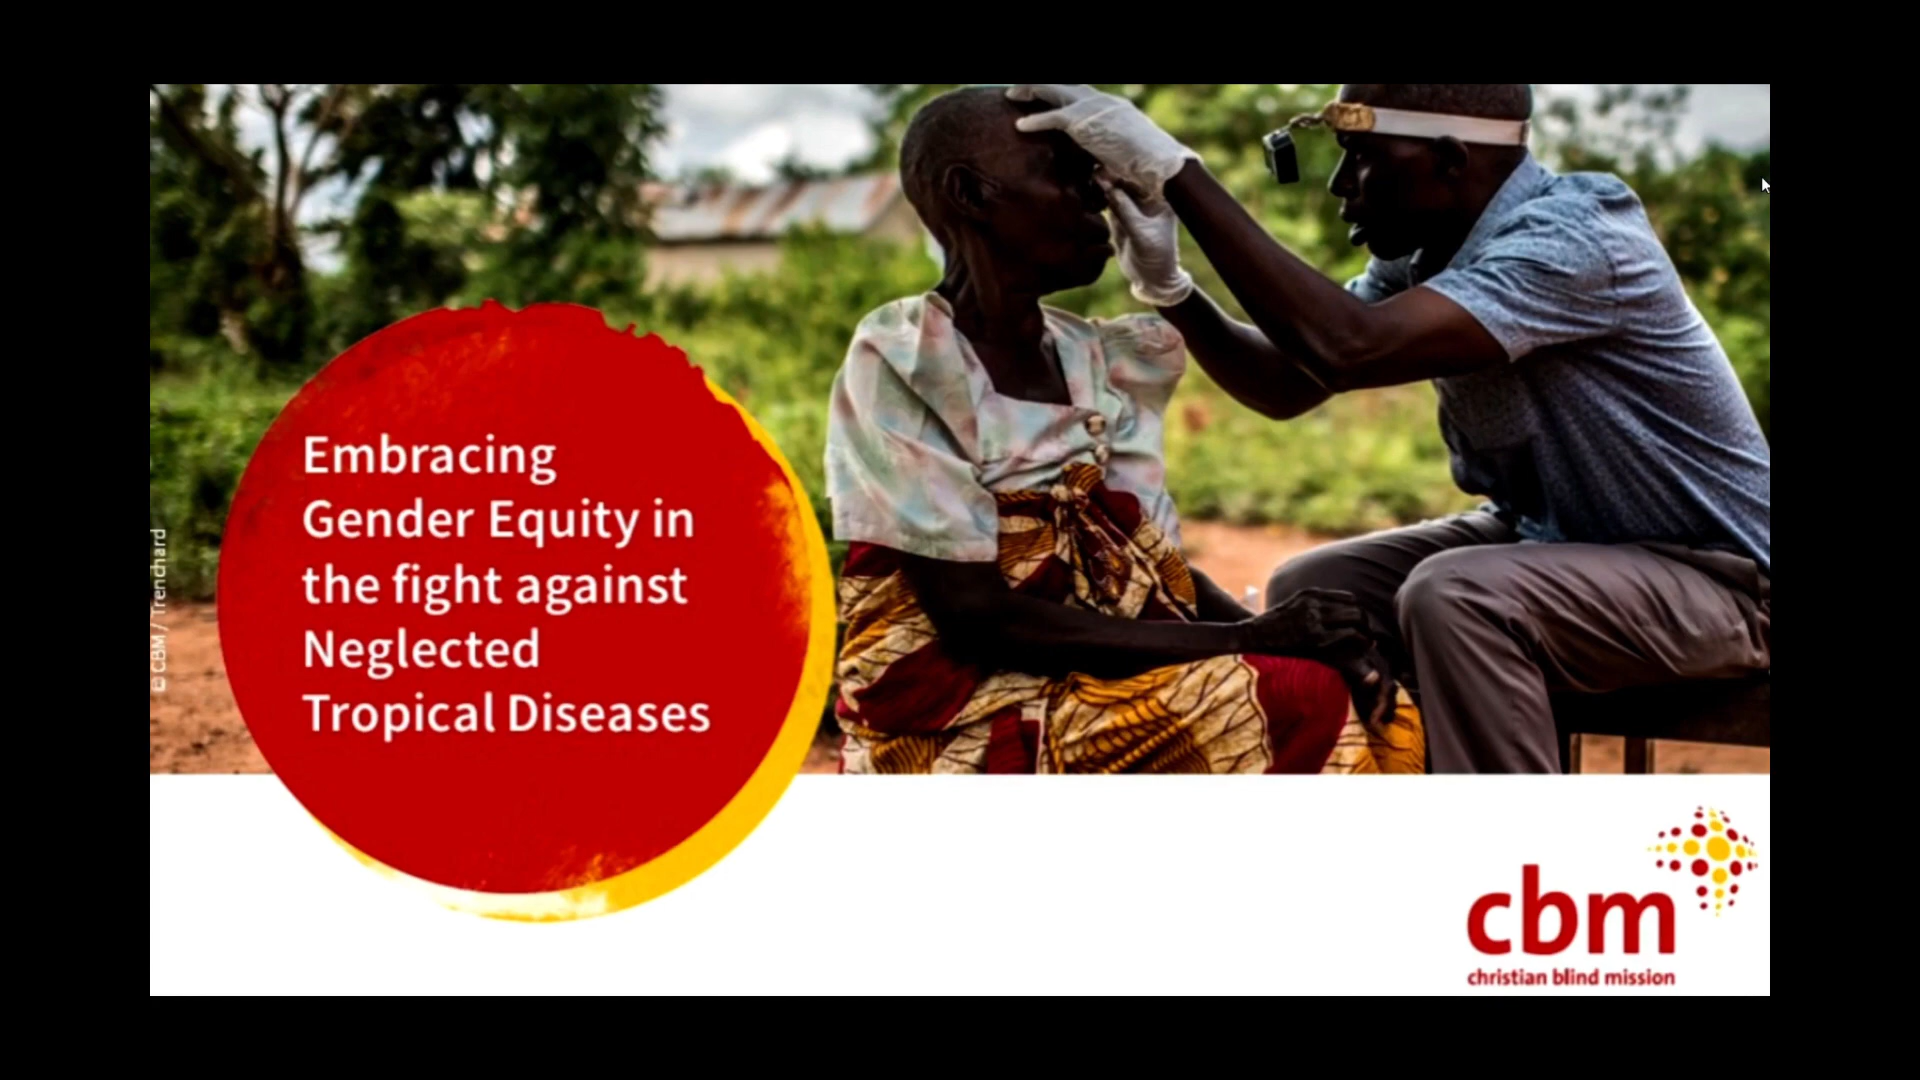 Embracing
Gender Equity in
the fight against
Neglected
Tropical Diseases
© CBM / Trenchard
cbm
christian blind mission